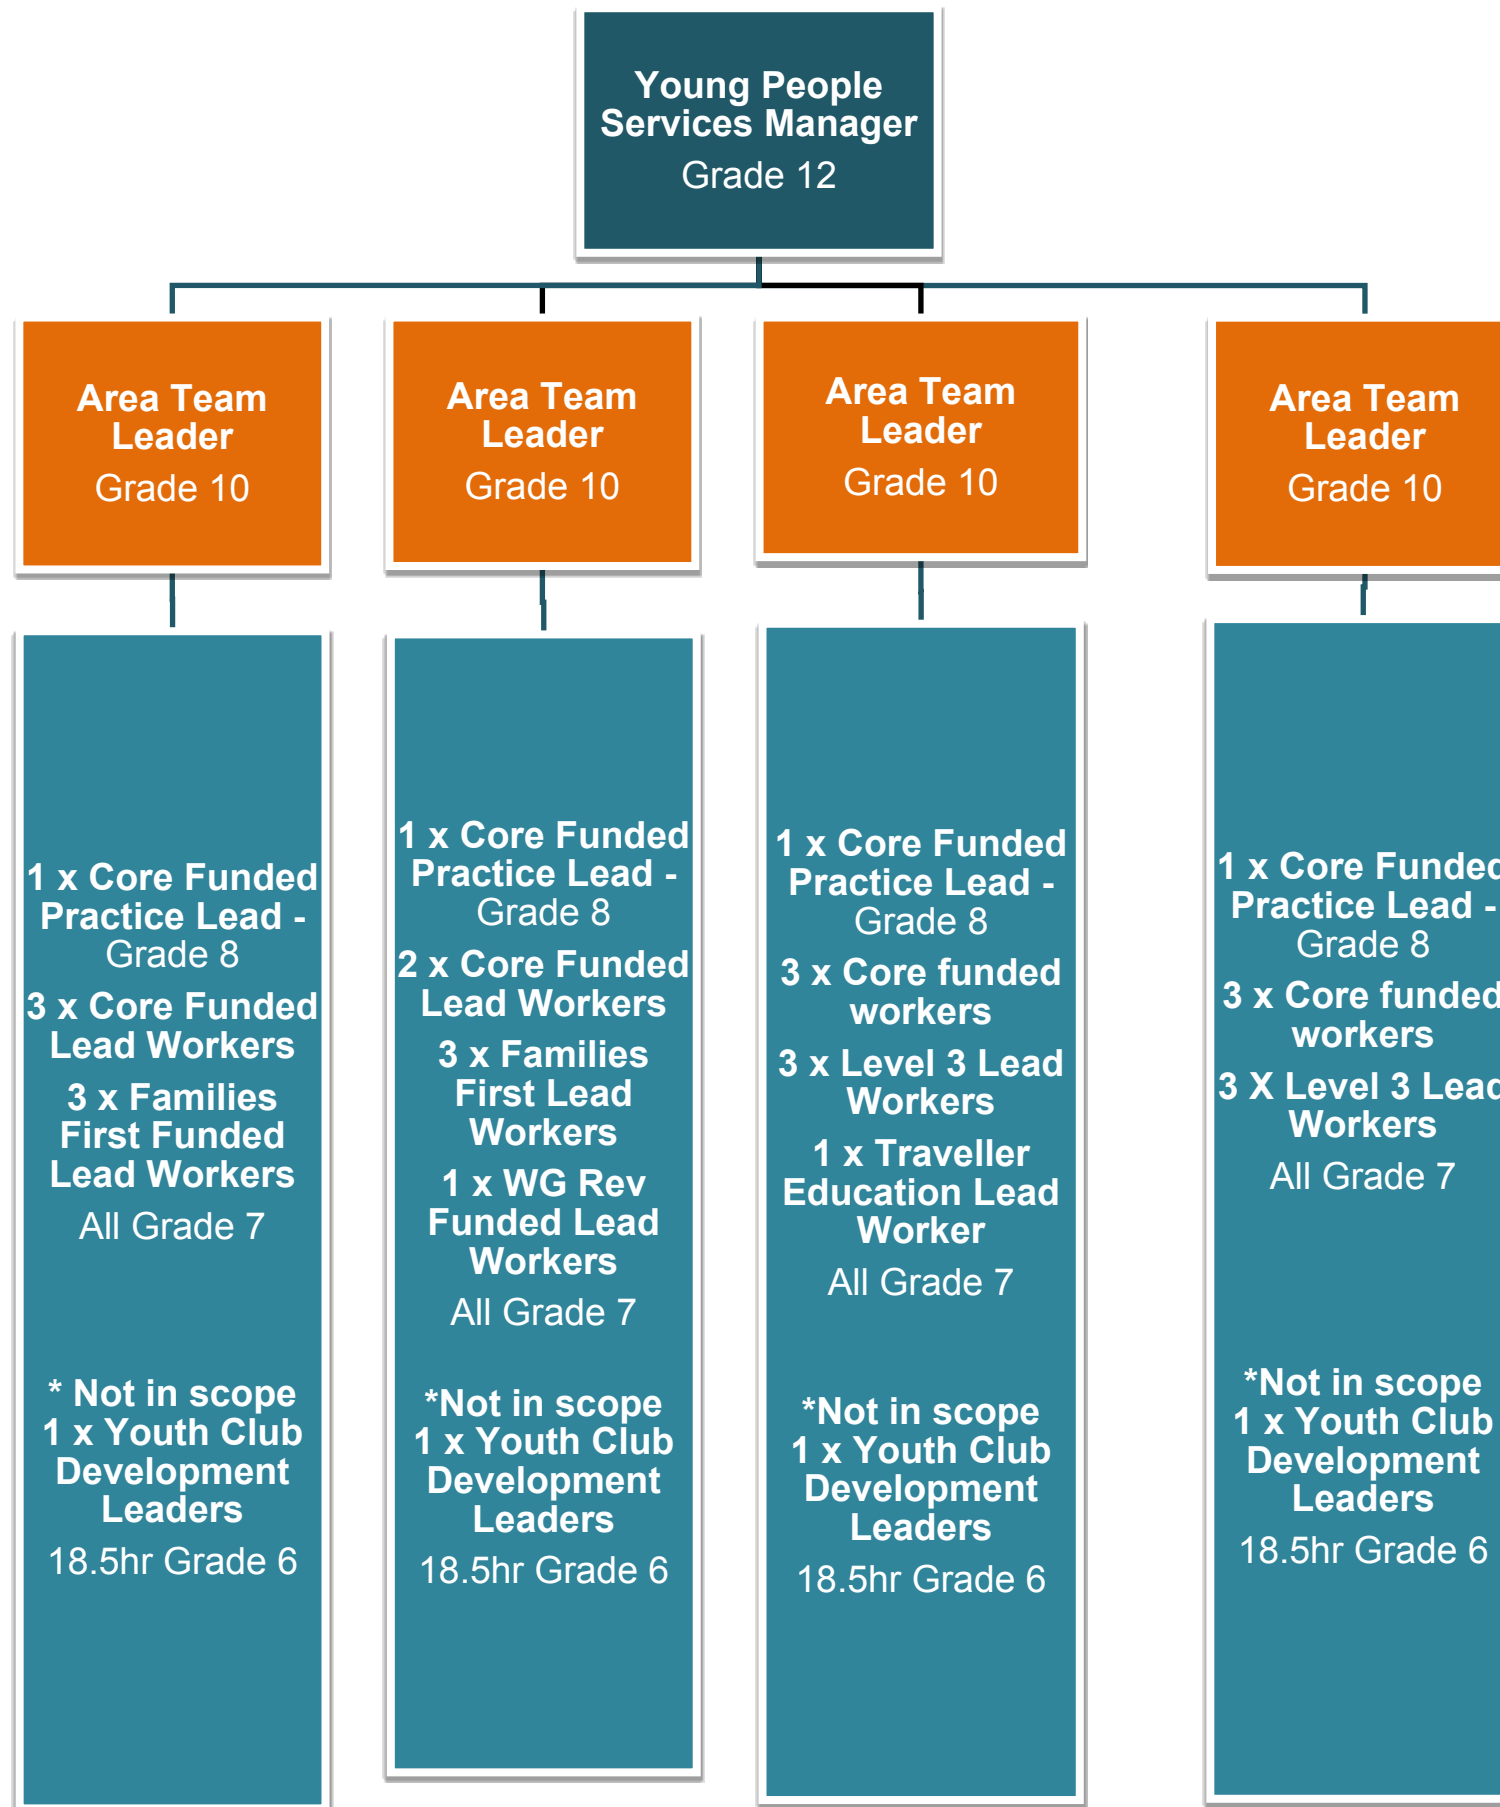 Young People
Services Manager
Grade 12
Area Team
Leader
Grade 10
Area Team
Leader
Grade 10
Area Team
Leader
Grade 10
Area Team
Leader
Grade 10
1 x Core Funded
Practice Lead -
Grade 8
3 x Core Funded
Lead Workers
3 x Families
First Funded
Lead Workers
All Grade 7
* Not in scope
1 x Youth Club
Development
Leaders
18.5hr Grade 6
1 x Core Funded
Practice Lead -
Grade 8
2 x Core Funded
Lead Workers
3 x Families
First Lead
Workers
1 x WG Rev
Funded Lead
Workers
All Grade 7
*Not in scope
1 x Youth Club
Development
Leaders
18.5hr Grade 6
1 x Core Funded
Practice Lead -
Grade 8
3 x Core funded
workers
3 x Level 3 Lead
Workers
1 x Traveller
Education Lead
Worker
All Grade 7
*Not in scope
1 x Youth Club
Development
Leaders
18.5hr Grade 6
1 x Core Funded
Practice Lead -
Grade 8
3 x Core funded
workers
3 X Level 3 Lead
Workers
All Grade 7
*Not in scope
1 x Youth Club
Development
Leaders
18.5hr Grade 6